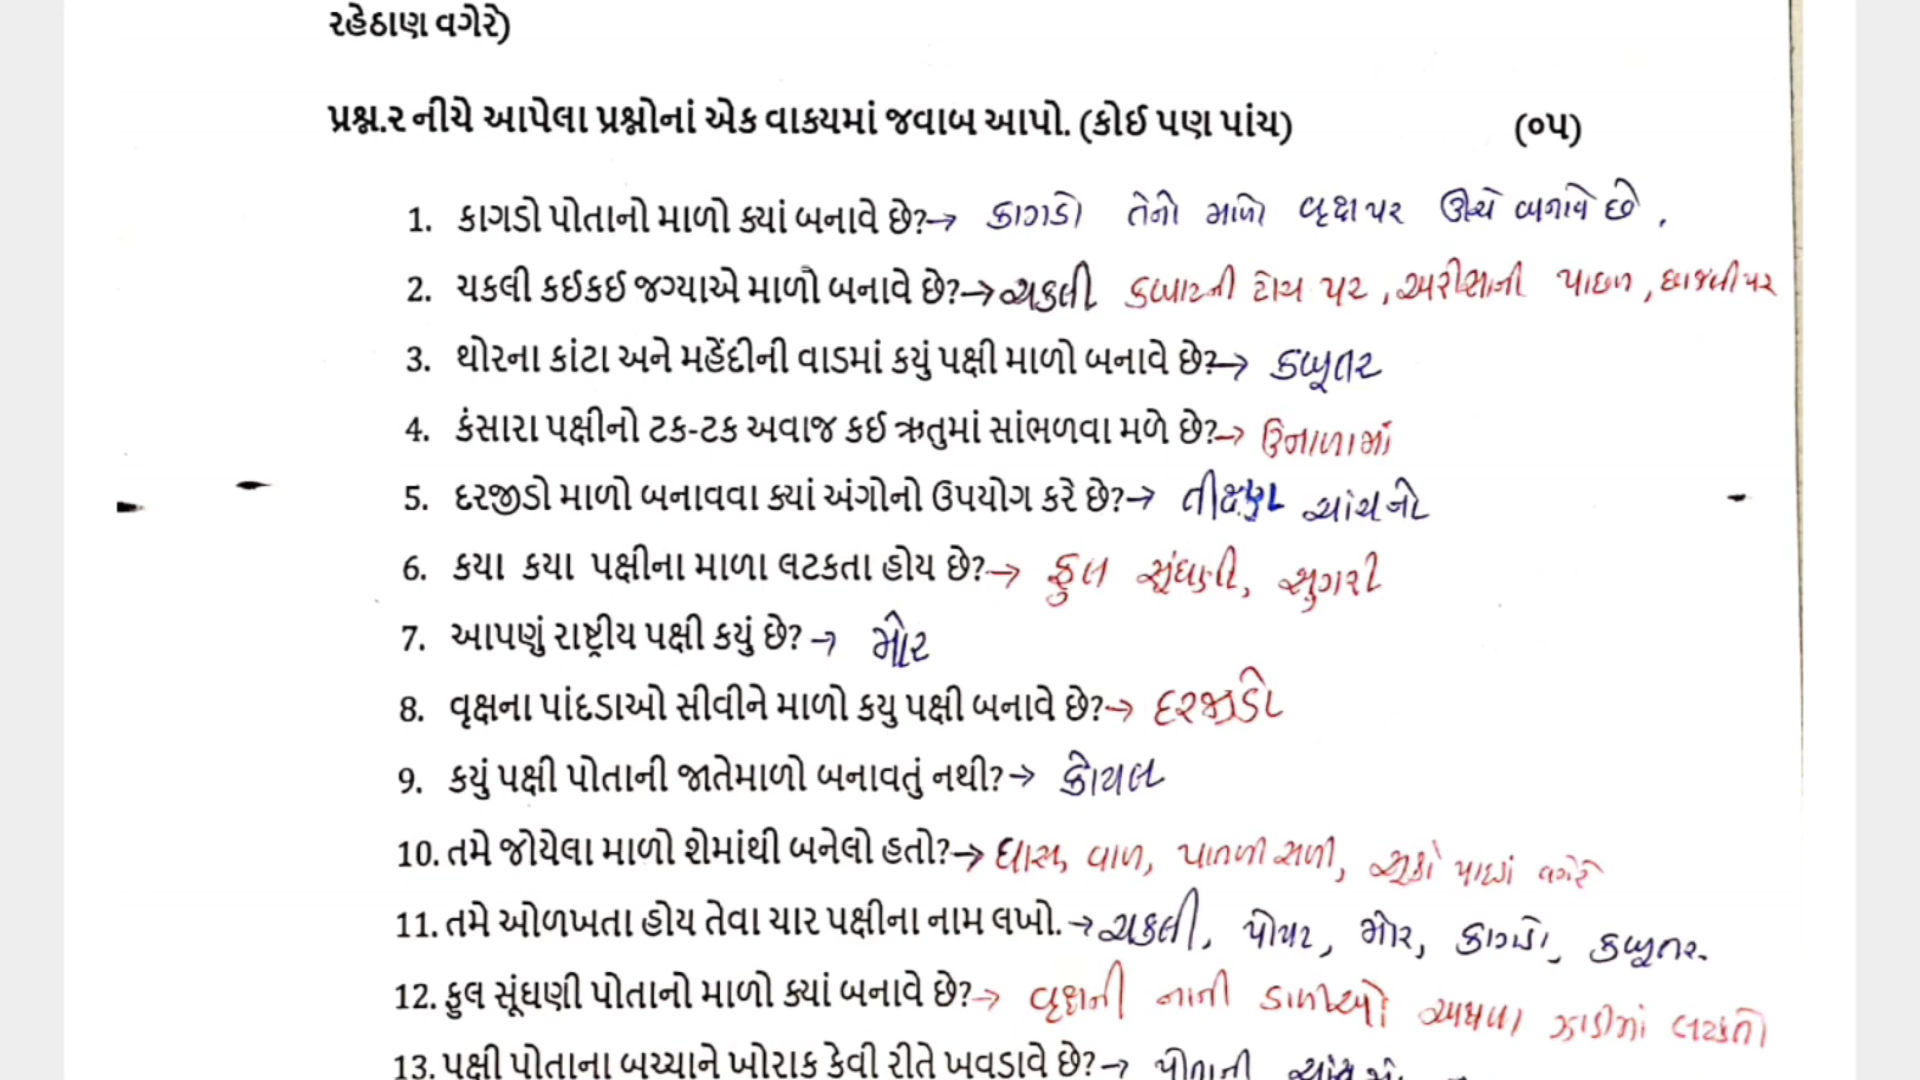 રહેઠાણ વગેરે)
પ્રશ્ન.૨ નીચે આપેલા પ્રશ્નોનાં એક વાક્યમાં જવાબ આપો. (કોઈ પણ પાંચ) (૦૫)
1. કાગડો પોતાનો માળો ક્યાં બનાવે છે?→ કાગડો તેનો માળો વૃક્ષ પર ઊંચે બનાવે છે.
2. ચકલી કઈકઈ જગ્યાએ માળો બનાવે છે?→ ચકલી કબાટની ટોચ પર, અરીસાની પાછળ, છાજલી પર
3. થોરના કાંટા અને મહેંદીની વાડમાં કયું પક્ષી માળો બનાવે છે?→ કબૂતર
4. કંસારા પક્ષીનો ટક-ટક અવાજ કઈ ઋતુમાં સાંભળવા મળે છે?→ ઉનાળામાં
5. દરજીડો માળો બનાવવા ક્યાં અંગોનો ઉપયોગ કરે છે?→ તીક્ષ્ણ ચાંચનો
6. કયા કયા પક્ષીના માળા લટકતા હોય છે?→ ફુલ સૂંઘણી, સુગરી
7. આપણું રાષ્ટ્રીય પક્ષી કયું છે?→ મોર
8. વૃક્ષના પાંદડાઓ સીવીને માળો કયુ પક્ષી બનાવે છે?→ દરજીડો
9. કયું પક્ષી પોતાની જાતેમાળો બનાવતું નથી?→ કોયલ
10. તમે જોયેલા માળો શેમાંથી બનેલો હતો?→ ઘાસ, વાળ, પાતળી સળી, સૂકાં પાંદડાં વગેરે
11. તમે ઓળખતા હોય તેવા ચાર પક્ષીના નામ લખો.→ ચકલી, પોપટ, મોર, કાગડો, કબૂતર.
12. ફુલ સૂંઘણી પોતાનો માળો ક્યાં બનાવે છે?→ વૃક્ષની નાની ડાળીઓ અથવા ઝાડીમાં લટકતો
13. પક્ષી પોતાના બચ્ચાને ખોરાક કેવી રીતે ખવડાવે છે?→ પોતાની